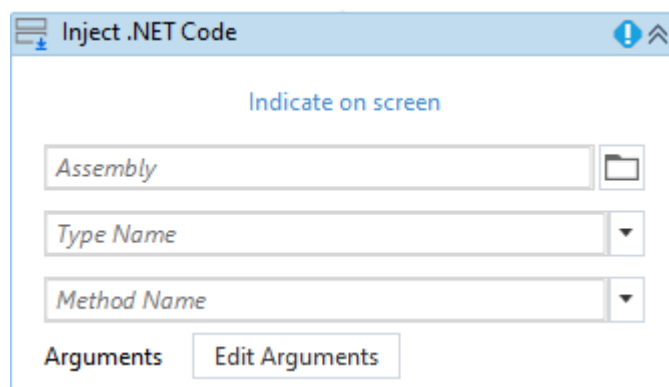 Inject .NET Code
Indicate on screen
Assembly
Type Name
Method Name
Arguments Edit Arguments